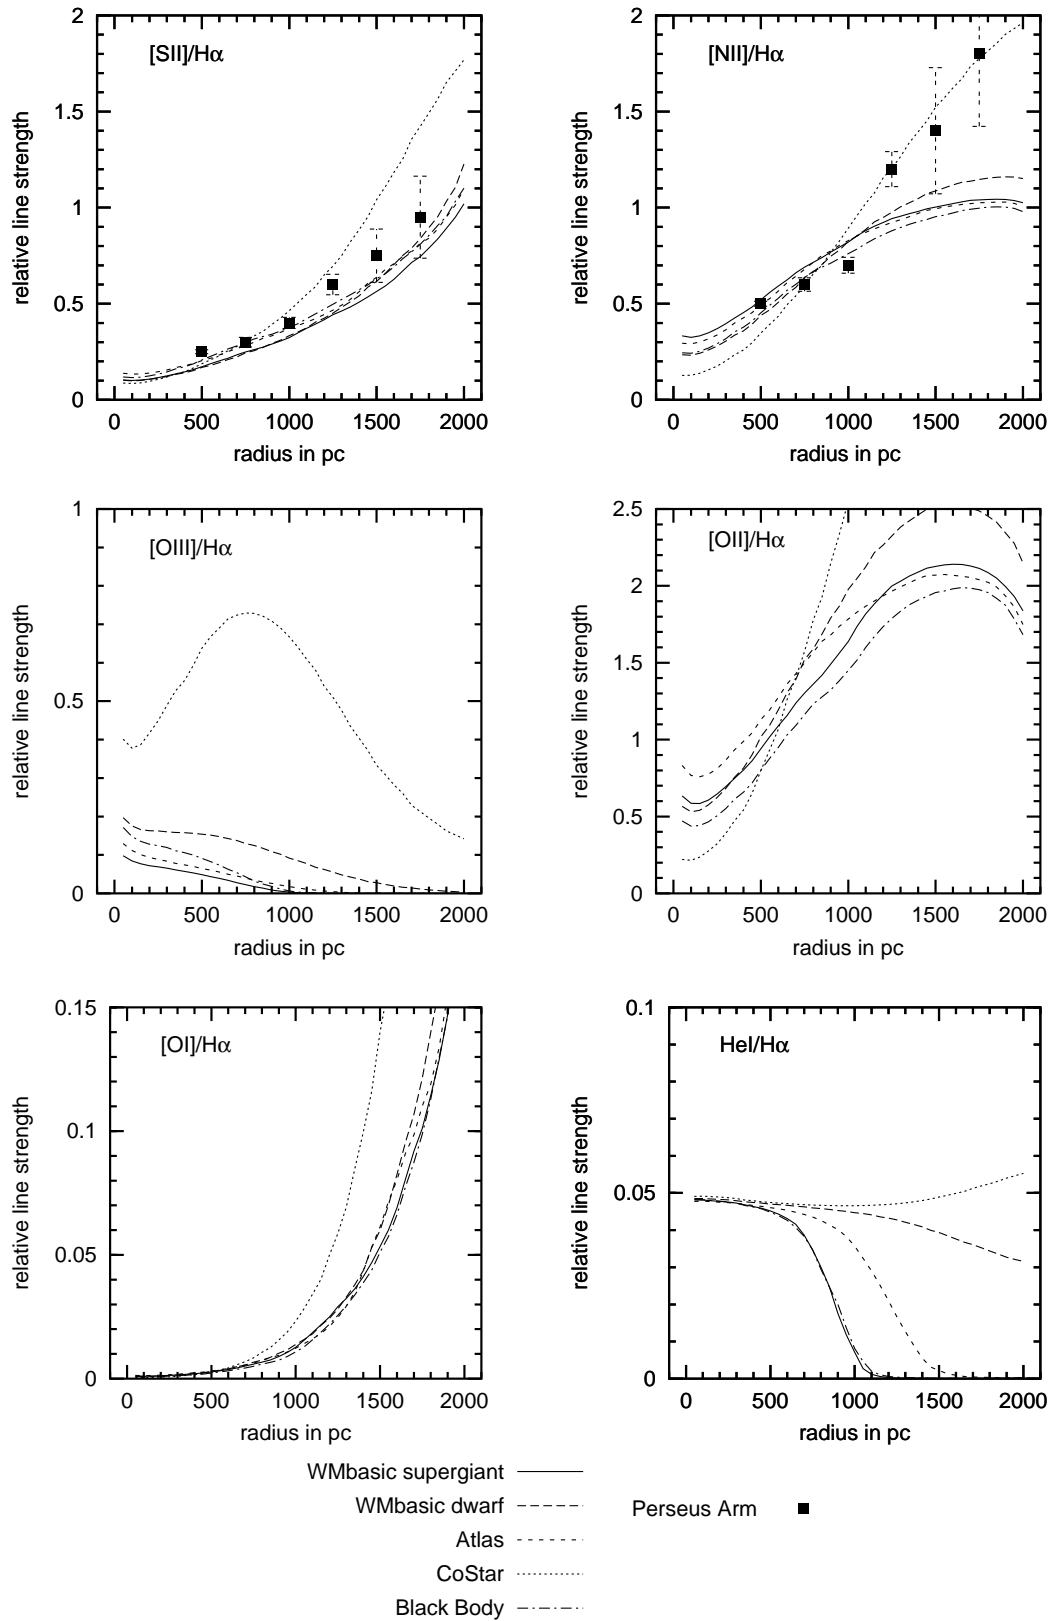 [SII]/Hα
relative line strength
2
1.5
1
0.5
0
0 500 1000 1500 2000
radius in pc
[NII]/Hα
relative line strength
2
1.5
1
0.5
0
0 500 1000 1500 2000
radius in pc
[OIII]/Hα
relative line strength
1
0.5
0
0 500 1000 1500 2000
radius in pc
[OII]/Hα
relative line strength
2.5
2
1.5
1
0.5
0
0 500 1000 1500 2000
radius in pc
[OI]/Hα
relative line strength
0.15
0.1
0.05
0
0 500 1000 1500 2000
radius in pc
HeI/Hα
relative line strength
0.1
0.05
0
0 500 1000 1500 2000
radius in pc
WMbasic supergiant
WMbasic dwarf
Atlas
CoStar
Black Body
Perseus Arm